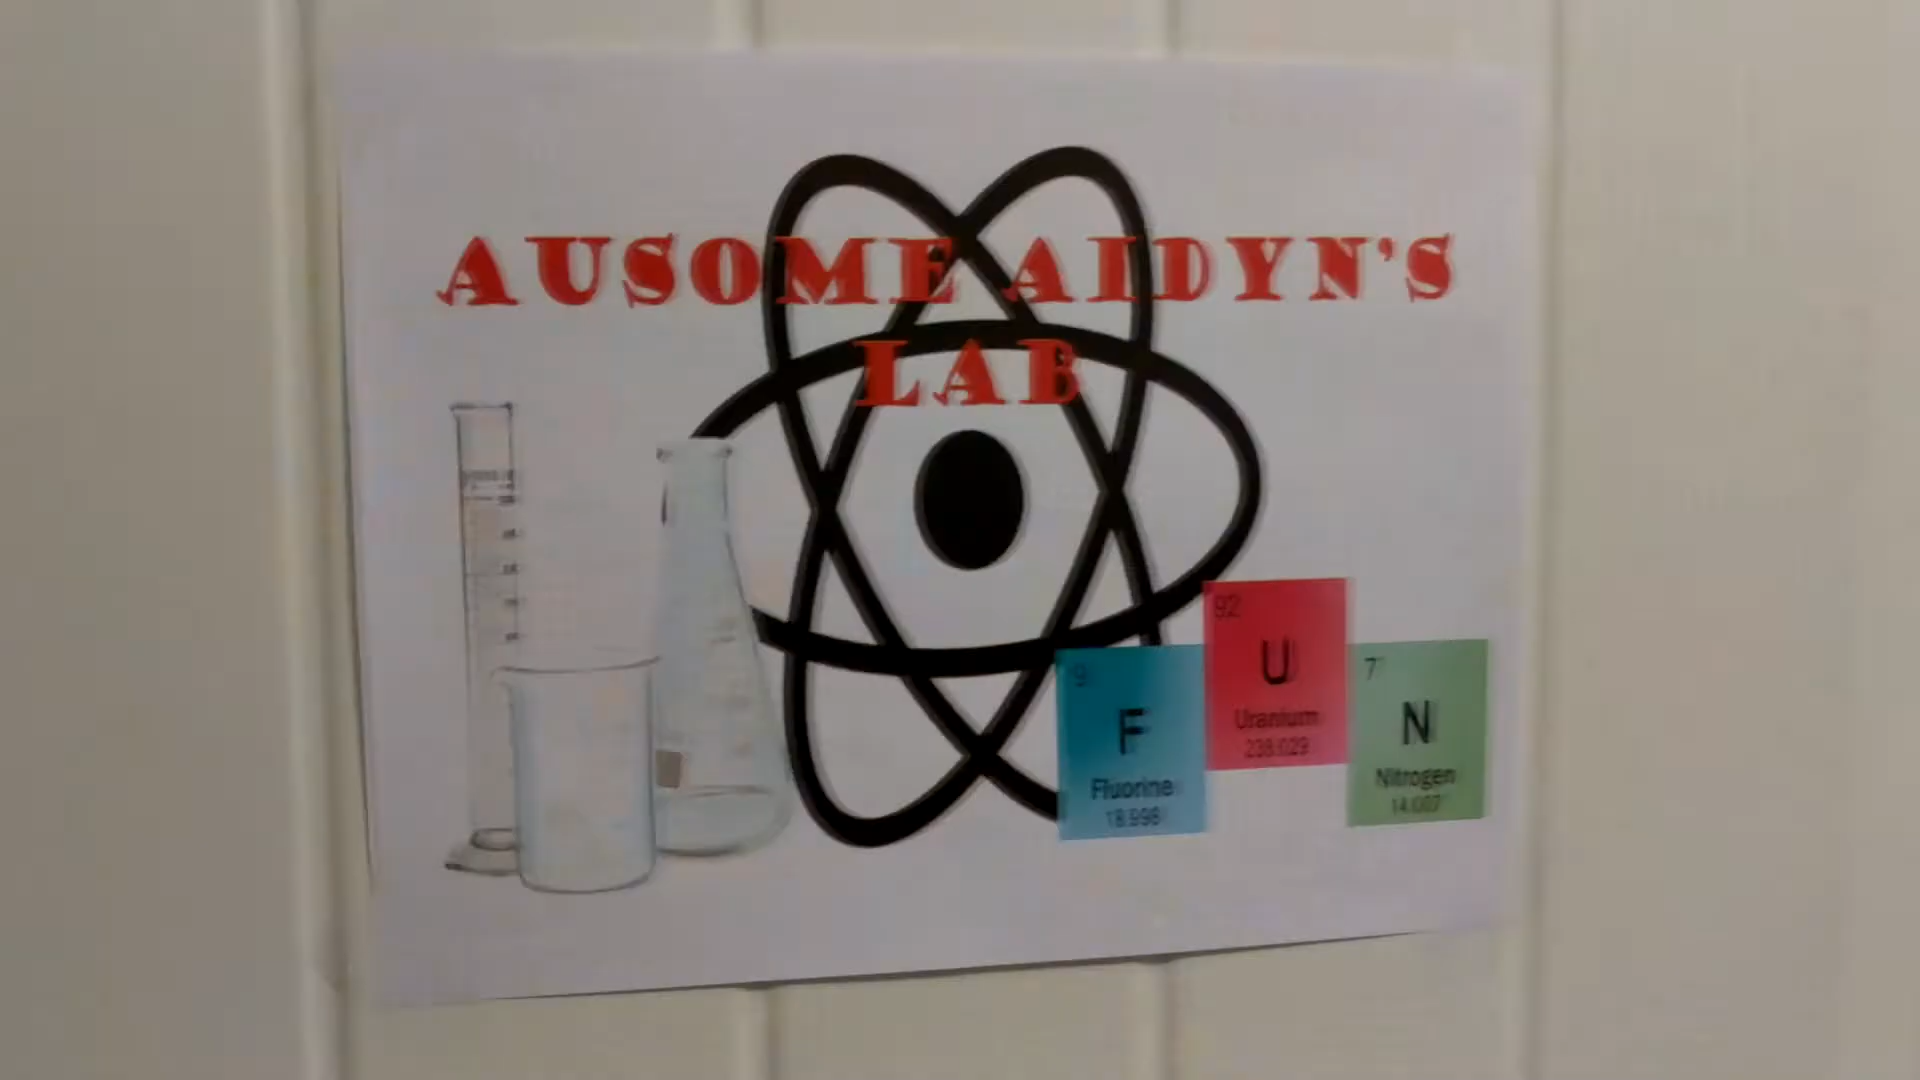 AUSOME AIDYN'S
LAB
92
U
Uranium
238.029
9
F
Fluorine
18.998
7
N
Nitrogen
14.007